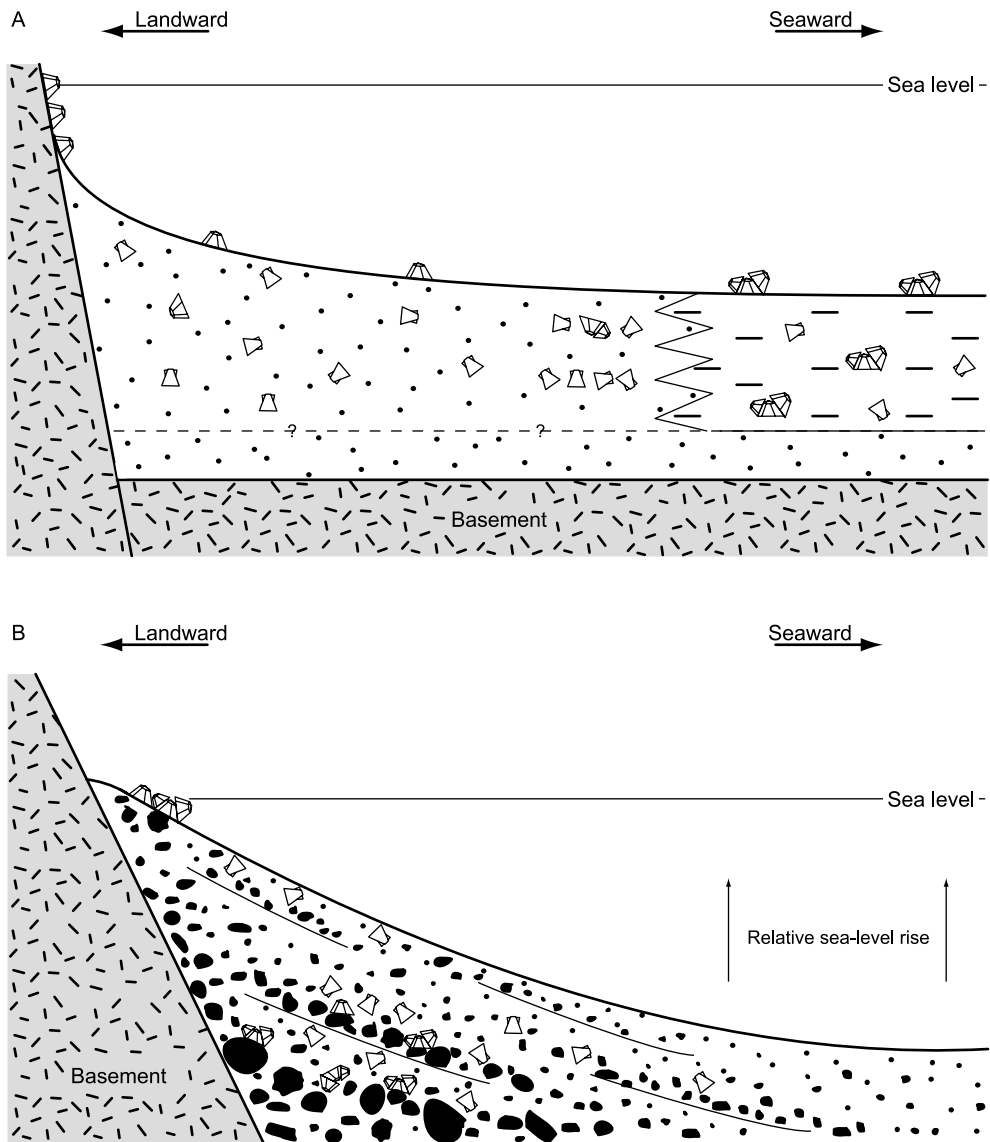 A
Landward
Seaward
Sea level
?
?
Basement
B
Landward
Seaward
Sea level
Relative sea-level rise
Basement